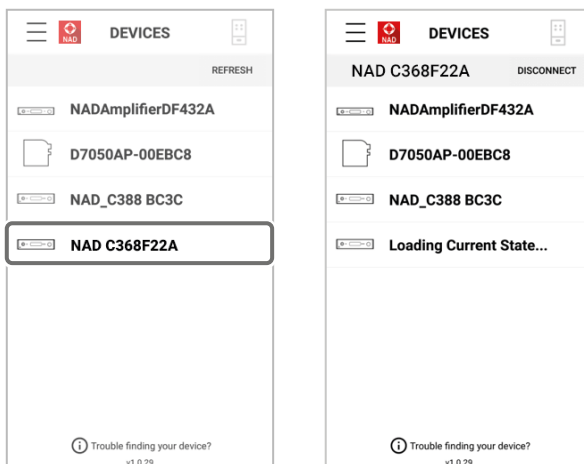 NAD
DEVICES
REFRESH
NADAmplifierDF432A
D7050AP-00EBC8
NAD_C388 BC3C
NAD C368F22A
Trouble finding your device?
v1.0.29
NAD
DEVICES
NAD C368F22A DISCONNECT
NADAmplifierDF432A
D7050AP-00EBC8
NAD_C388 BC3C
Loading Current State...
Trouble finding your device?
v1.0.29